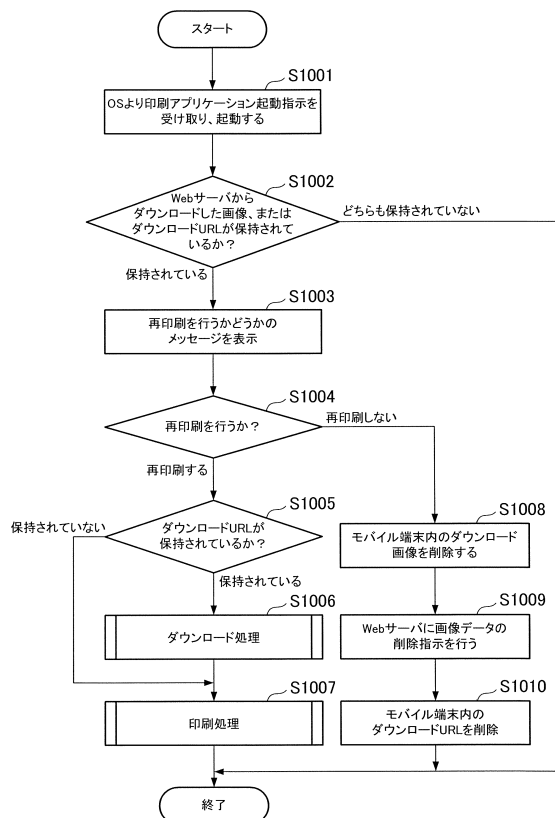 スタート
S1001
OSより印刷アプリケーション起動指示を
受け取り、起動する
S1002
Webサーバから
ダウンロードした画像、または
ダウンロードURLが保持されて
いるか？
どちらも保持されていない
保持されている
S1003
再印刷を行うかどうかの
メッセージを表示
S1004
再印刷を行うか？
再印刷しない
再印刷する
S1005
ダウンロードURLが
保持されているか？
保持されていない
保持されている
S1008
モバイル端末内のダウンロード
画像を削除する
S1006
ダウンロード処理
S1009
Webサーバに画像データの
削除指示を行う
S1007
印刷処理
S1010
モバイル端末内の
ダウンロードURLを削除
終了